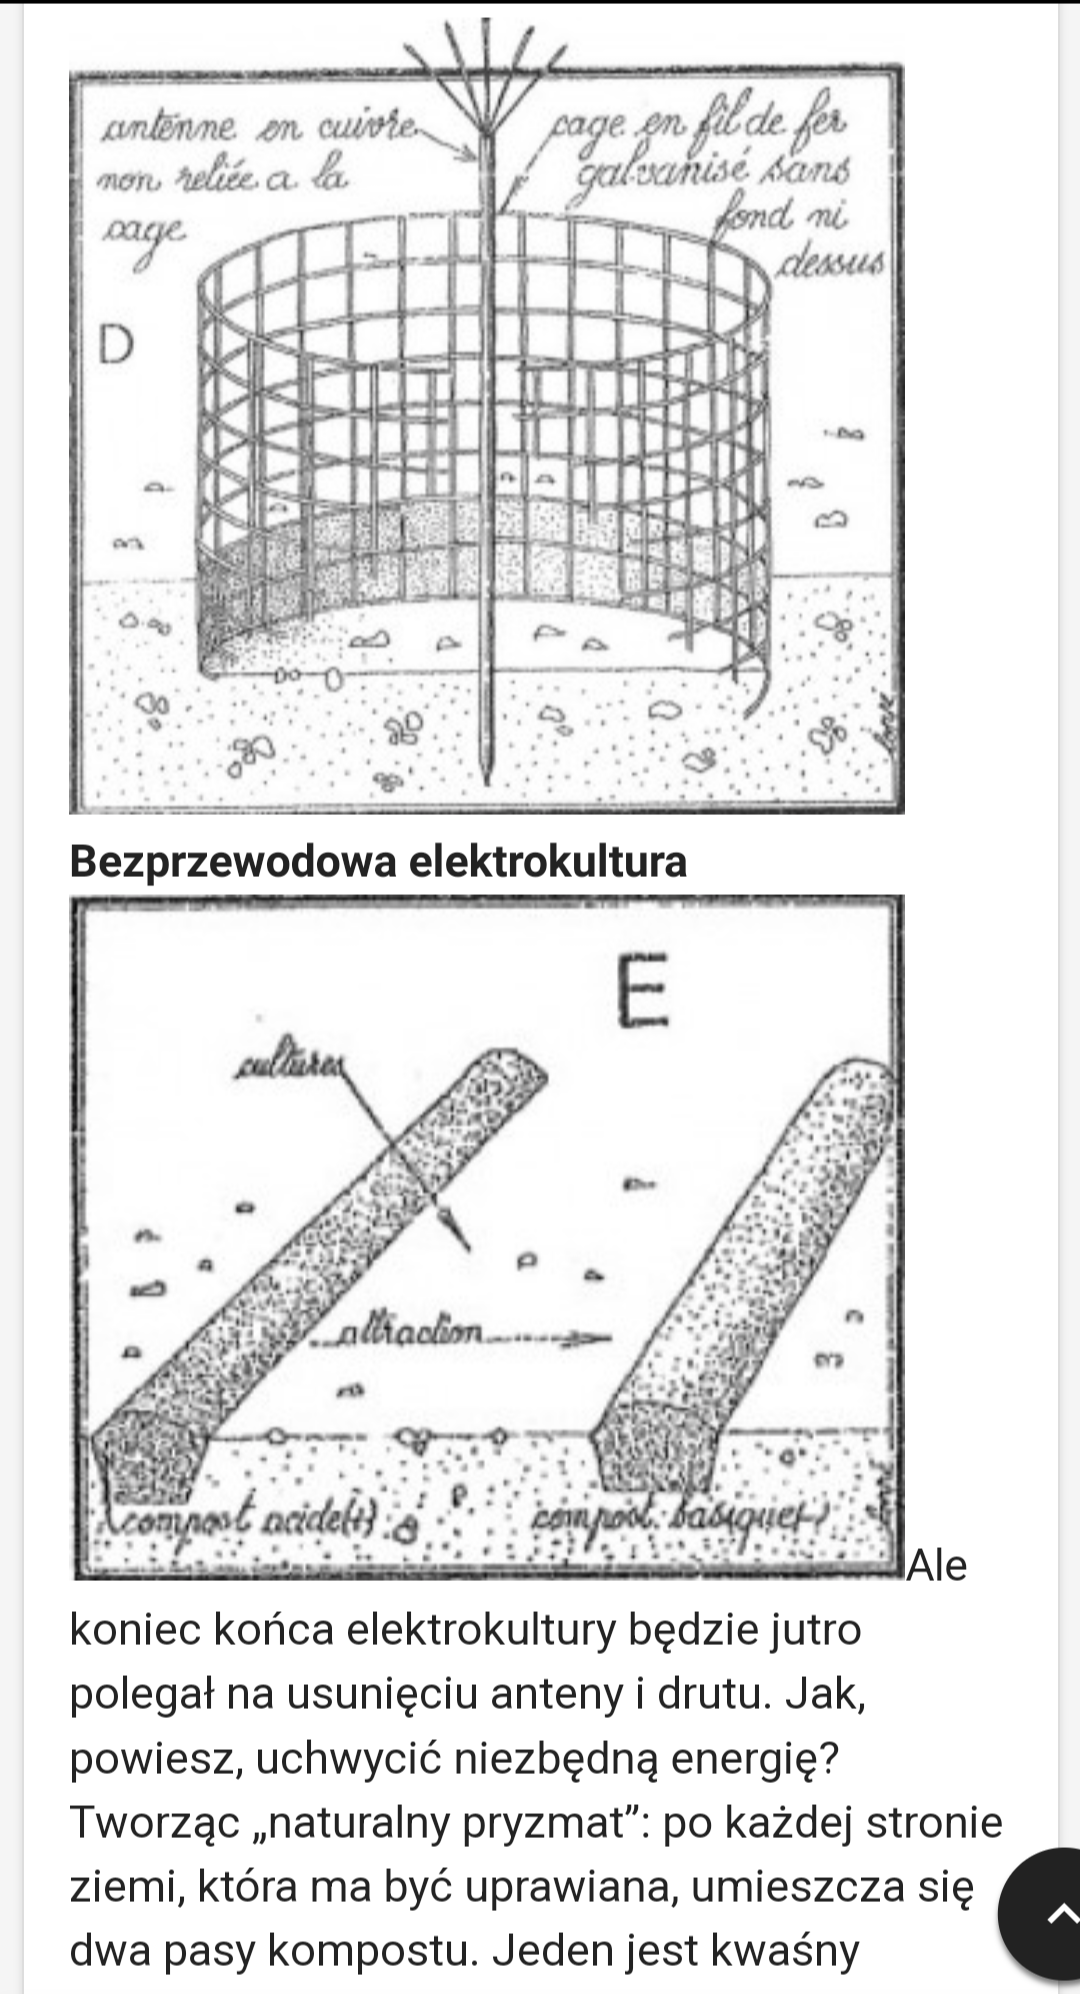 antenne en cuivre
non reliée a la
cage
cage en fil de fer
galvanisé sans
fond ni
dessus
D
Bezprzewodowa elektrokultura
E
cultures
attraction
compost acide(+)
compost basique(-)
Ale
koniec końca elektrokultury będzie jutro
polegał na usunięciu anteny i drutu. Jak,
powiesz, uchwycić niezbędną energię?
Tworząc „naturalny pryzmat”: po każdej stronie
ziemi, która ma być uprawiana, umieszcza się
dwa pasy kompostu. Jeden jest kwaśny